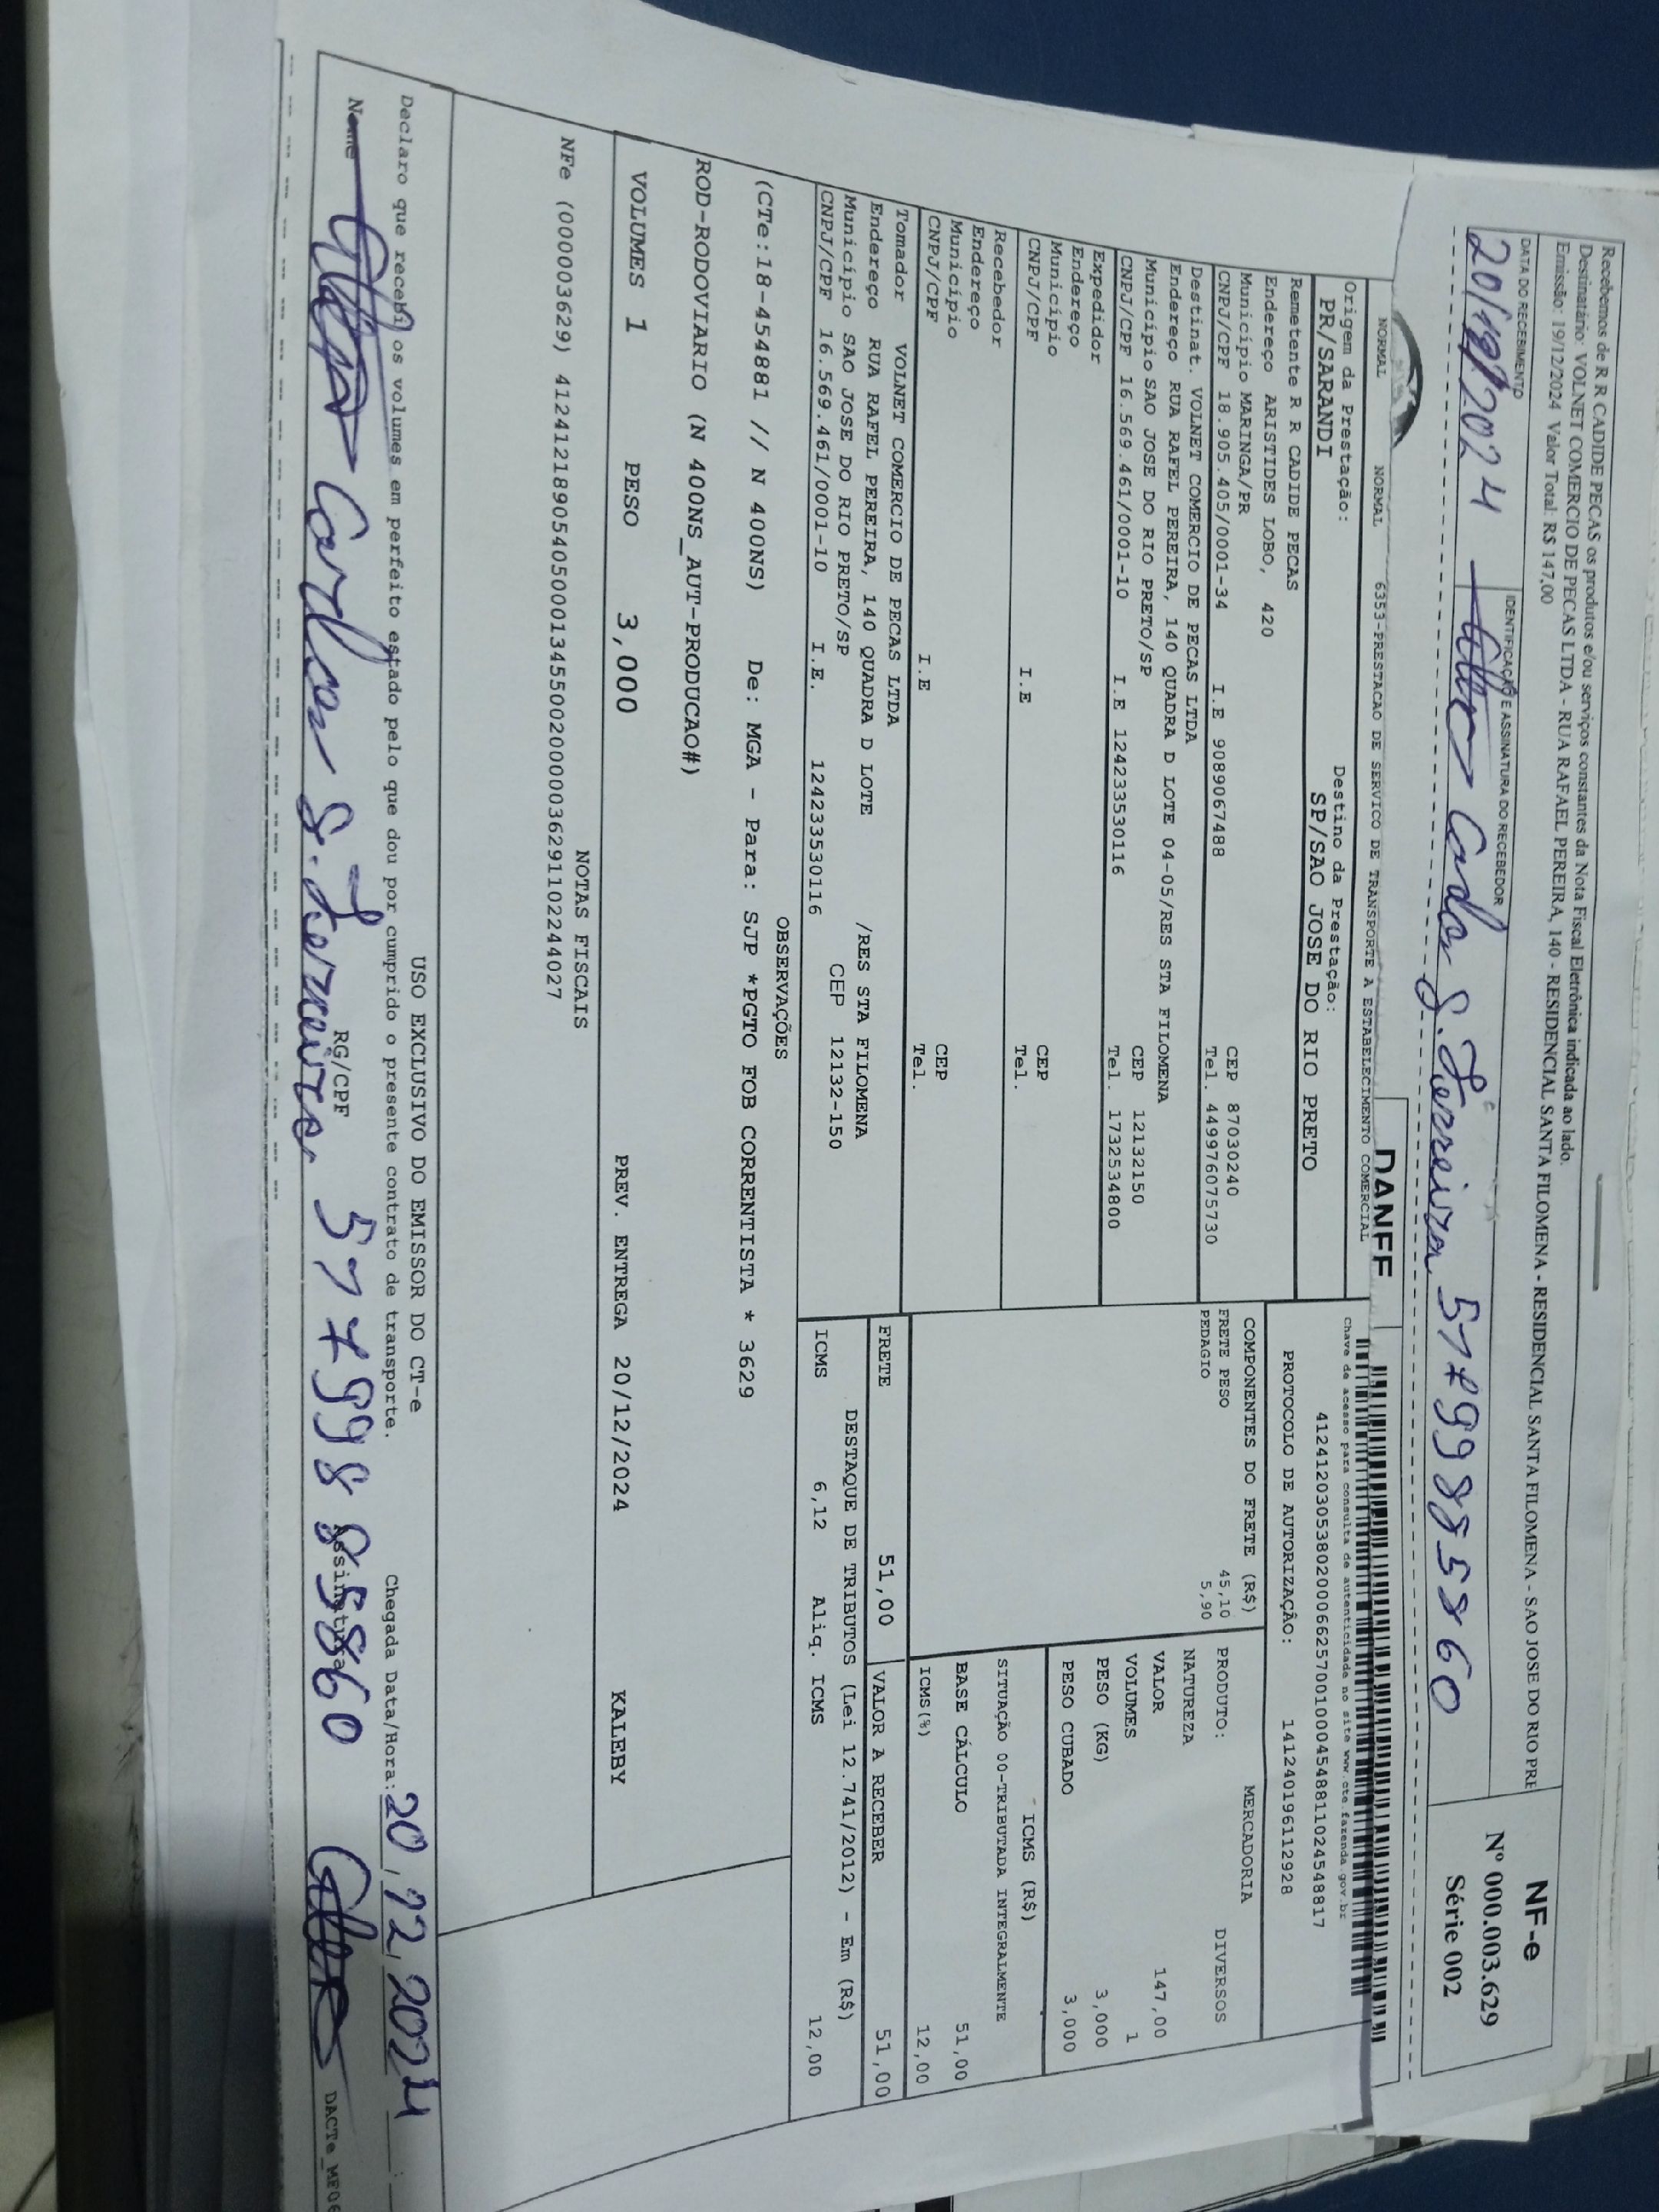 Recebemos de R R CADIDE PECAS os produtos e/ou serviços constantes da Nota Fiscal Eletrônica indicada ao lado.
Destinatário: VOLNET COMERCIO DE PECAS LTDA - RUA RAFAEL PEREIRA, 140 - RESIDENCIAL SANTA FILOMENA - RESIDENCIAL SANTA FILOMENA - SAO JOSE DO RIO PRE
Emissão: 19/12/2024 Valor Total: R$ 147,00
NF-e
Nº 000.003.629
Série 002
DATA DO RECEBIMENTO
IDENTIFICAÇÃO E ASSINATURA DO RECEBEDOR
20/12/2024 Carlos S. Ferreira 5799885860
DANFE
NORMAL NORMAL 6353-PRESTACAO DE SERVICO DE TRANSPORTE A ESTABELECIMENTO COMERCIAL
Chave de acesso para consulta de autenticidade no site www.cte.fazenda.gov.br
41241203053802000662570010004548811024548817
Origem da Prestação: Destino da Prestação:
PR/SARANDI SP/SAO JOSE DO RIO PRETO
PROTOCOLO DE AUTORIZAÇÃO: 141240196112928
Remetente R R CADIDE PECAS
Endereço ARISTIDES LOBO, 420
Município MARINGA/PR CEP 87030240
CNPJ/CPF 18.905.405/0001-34 I.E 9089067488 Tel. 449976075730
Destinat. VOLNET COMERCIO DE PECAS LTDA
Endereço RUA RAFEL PEREIRA, 140 QUADRA D LOTE 04-05/RES STA FILOMENA
Município SAO JOSE DO RIO PRETO/SP CEP 12132150
CNPJ/CPF 16.569.461/0001-10 I.E 124233530116 Tel. 1732534800
Expedidor
Endereço
Município CEP
CNPJ/CPF I.E Tel.
Recebedor
Endereço
Município CEP
CNPJ/CPF I.E Tel.
Tomador VOLNET COMERCIO DE PECAS LTDA
Endereço RUA RAFEL PEREIRA, 140 QUADRA D LOTE /RES STA FILOMENA
Município SAO JOSE DO RIO PRETO/SP CEP 12132-150
CNPJ/CPF 16.569.461/0001-10 I.E. 124233530116
COMPONENTES DO FRETE (R$)
FRETE PESO 45,10
PEDAGIO 5,90
MERCADORIA
PRODUTO: DIVERSOS
NATUREZA
VALOR 147,00
VOLUMES 1
PESO (KG) 3,000
PESO CUBADO 3,000
ICMS (R$)
SITUAÇÃO 00-TRIBUTADA INTEGRALMENTE
BASE CÁLCULO 51,00
ICMS(%) 12,00
FRETE 51,00 VALOR A RECEBER 51,00
DESTAQUE DE TRIBUTOS (Lei 12.741/2012) - Em (R$)
ICMS 6,12 Aliq. ICMS 12,00
OBSERVAÇÕES
(CTe:18-454881 // N 400NS) De: MGA - Para: SJP *PGTO FOB CORRENTISTA * 3629
ROD-RODOVIARIO (N 400NS_AUT-PRODUCAO#)
VOLUMES 1 PESO 3,000 PREV. ENTREGA 20/12/2024 KALEBY
NOTAS FISCAIS
NFe (000003629) 41241218905405000134550020000036291102244027
USO EXCLUSIVO DO EMISSOR DO CT-e
Declaro que recebi os volumes em perfeito estado pelo que dou por cumprido o presente contrato de transporte. Chegada Data/Hora: 20,12,2024
Nome RG/CPF Assinatura
Carlos S. Ferreira 5799885860